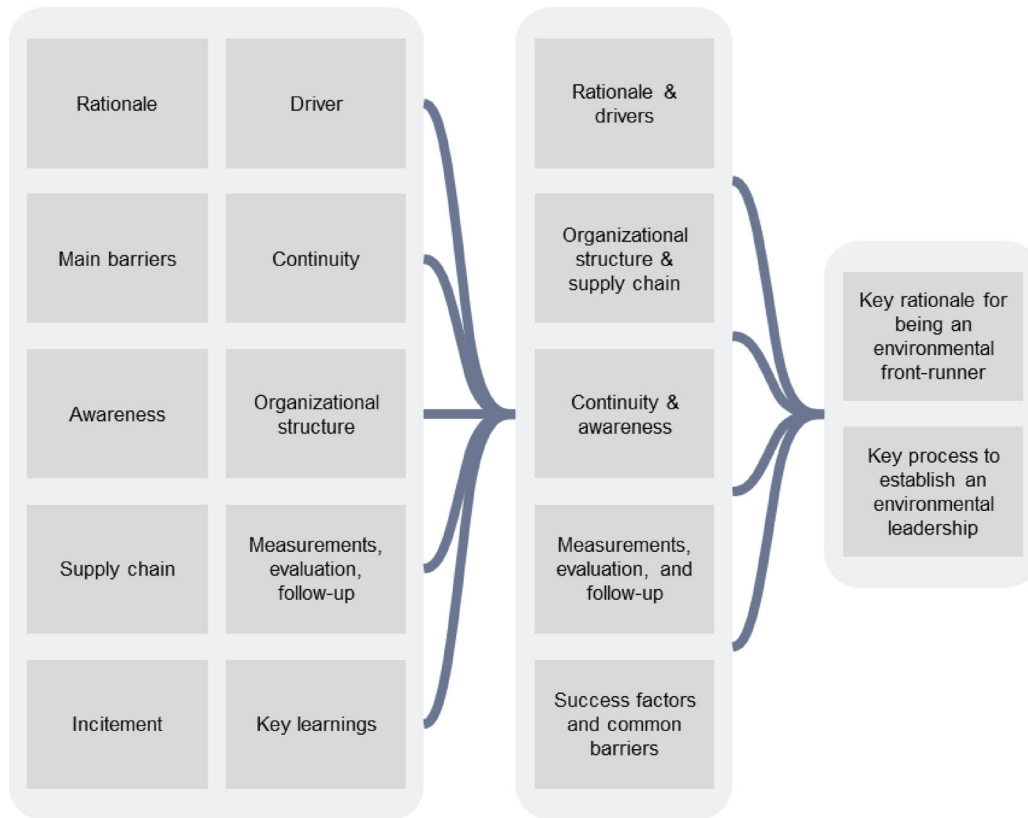 Rationale
Driver
Main barriers
Continuity
Awareness
Organizational
structure
Supply chain
Measurements,
evaluation,
follow-up
Incitement
Key learnings
Rationale &
drivers
Organizational
structure &
supply chain
Continuity &
awareness
Measurements,
evaluation, and
follow-up
Success factors
and common
barriers
Key rationale for
being an
environmental
front-runner
Key process to
establish an
environmental
leadership